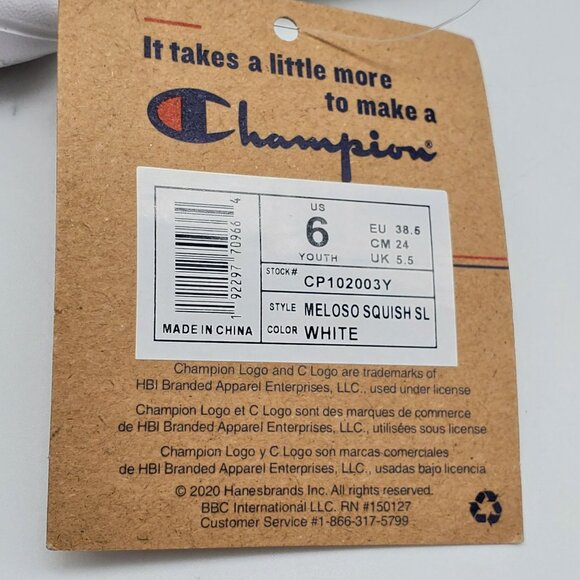 It takes a little more
to make a
Champion®
1 92297 70966 4
MADE IN CHINA
US
6
YOUTH
EU 38.5
CM 24
UK 5.5
STOCK# CP102003Y
STYLE MELOSO SQUISH SL
COLOR WHITE
Champion Logo and C Logo are trademarks of
HBI Branded Apparel Enterprises, LLC., used under license
Champion Logo et C Logo sont des marques de commerce
de HBI Branded Apparel Enterprises, LLC., utilisées sous license
Champion Logo y C Logo son marcas comerciales
de HBI Branded Apparel Enterprises, LLC., usadas bajo licencia
© 2020 Hanesbrands Inc. All rights reserved.
BBC International LLC. RN #150127
Customer Service #1-866-317-5799